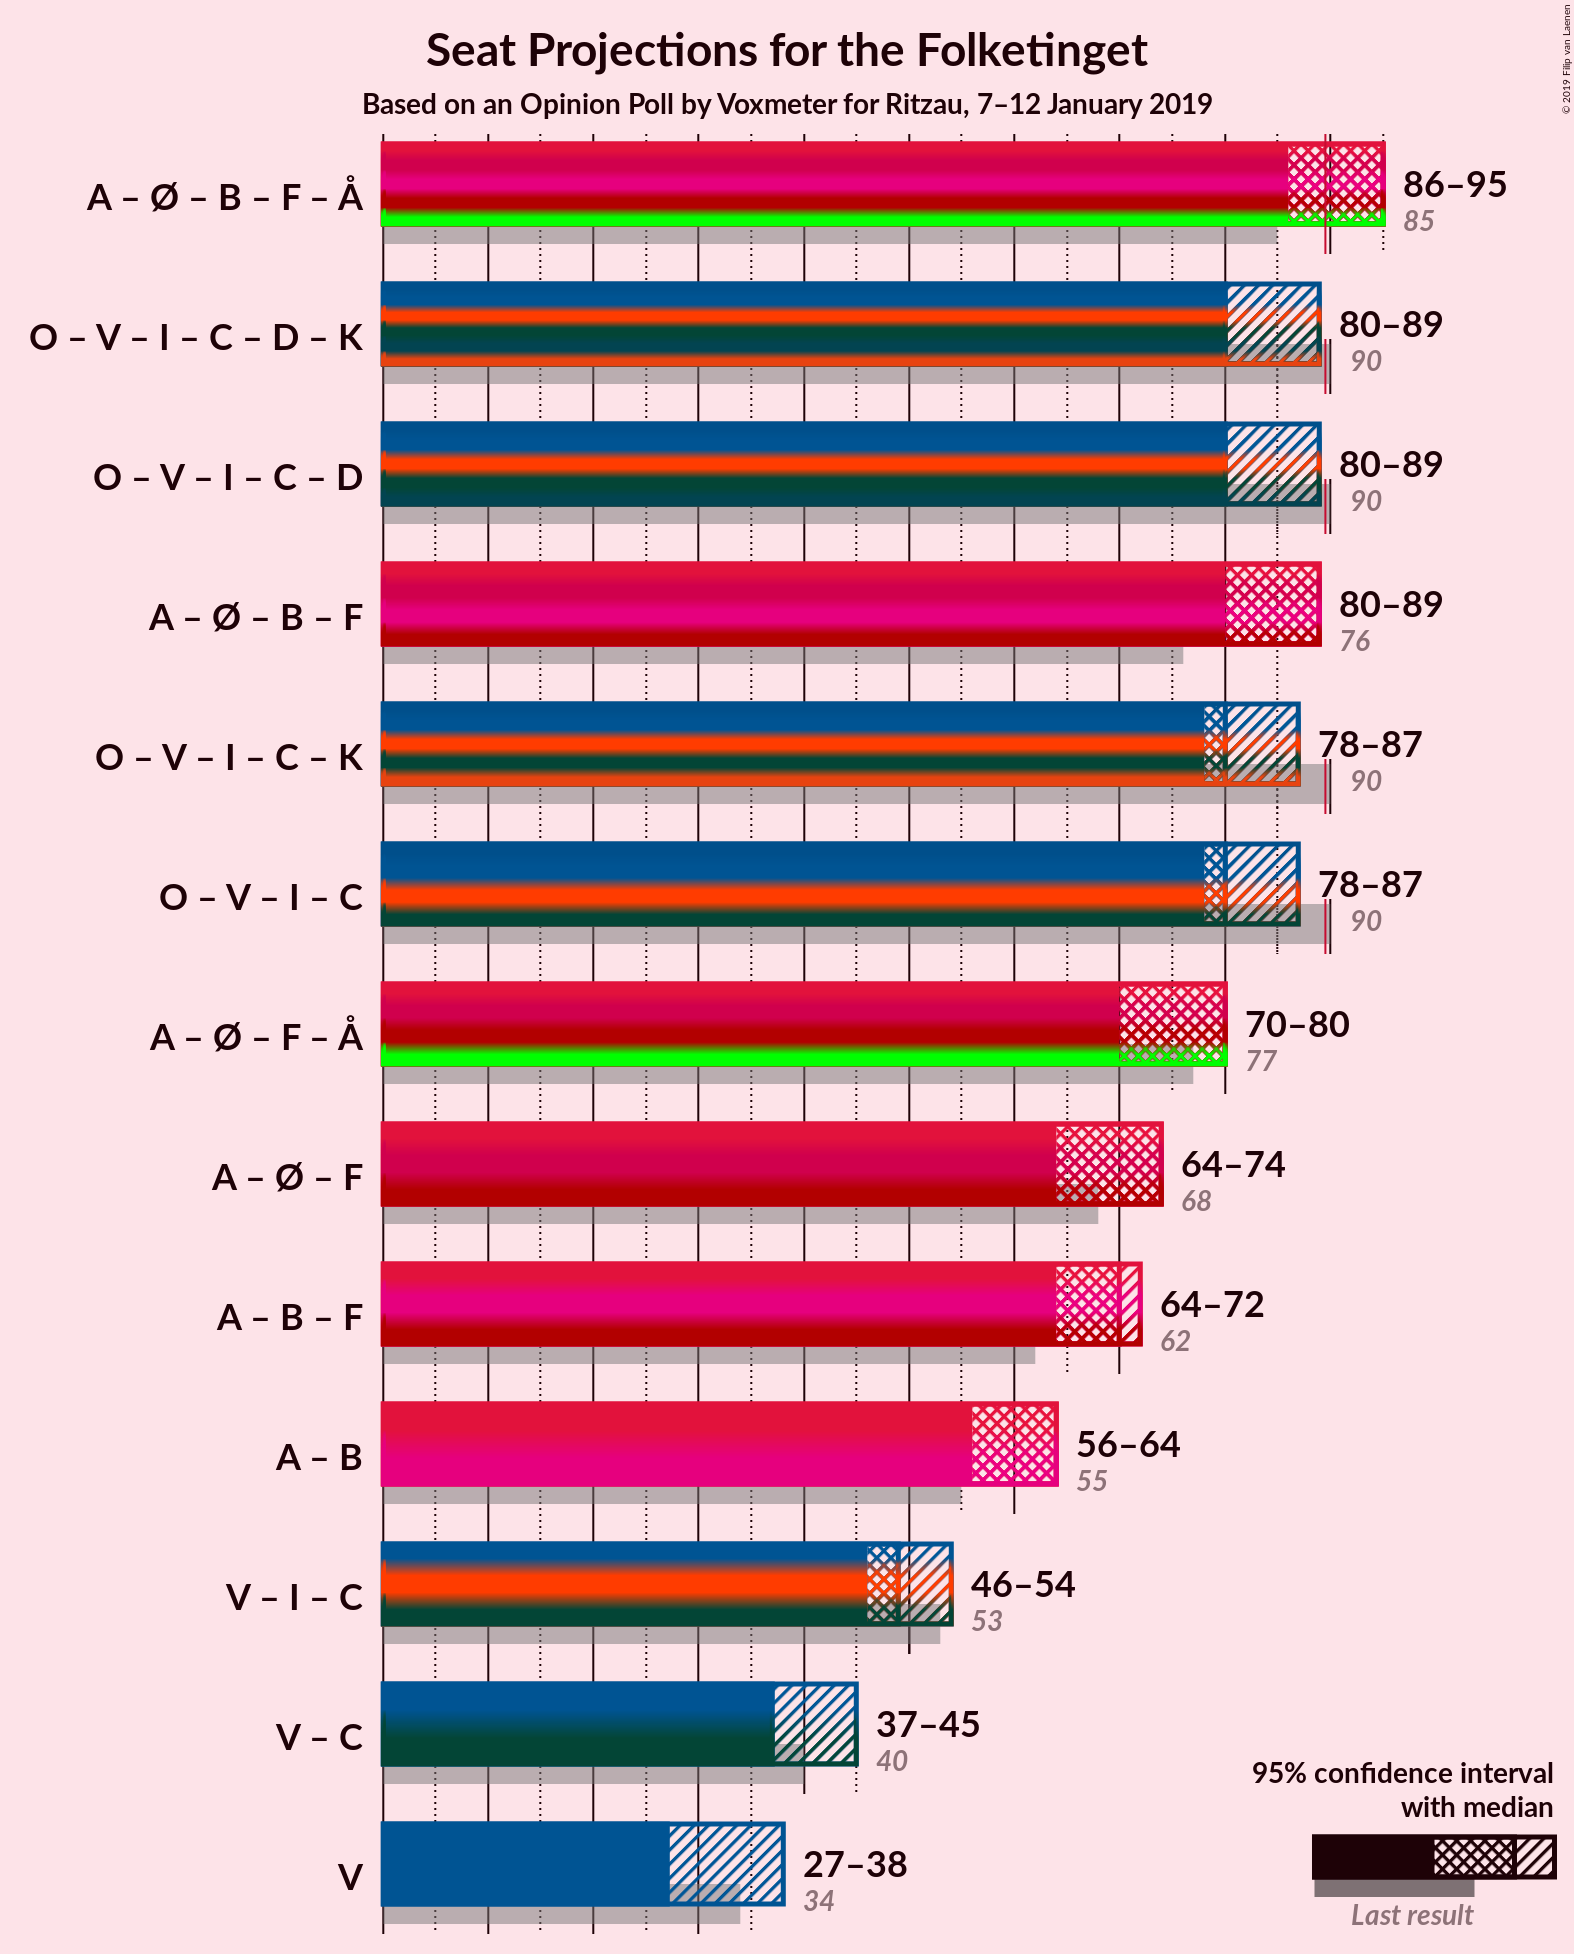 Seat Projections for the Folketinget
Based on an Opinion Poll by Voxmeter for Ritzau, 7–12 January 2019
© 2019 Filip van Laenen
A – Ø – B – F – Å
86–95
85
O – V – I – C – D – K
80–89
90
O – V – I – C – D
80–89
90
A – Ø – B – F
80–89
76
O – V – I – C – K
78–87
90
O – V – I – C
78–87
90
A – Ø – F – Å
70–80
77
A – Ø – F
64–74
68
A – B – F
64–72
62
A – B
56–64
55
V – I – C
46–54
53
V – C
37–45
40
V
27–38
34
95% confidence interval
with median
Last result